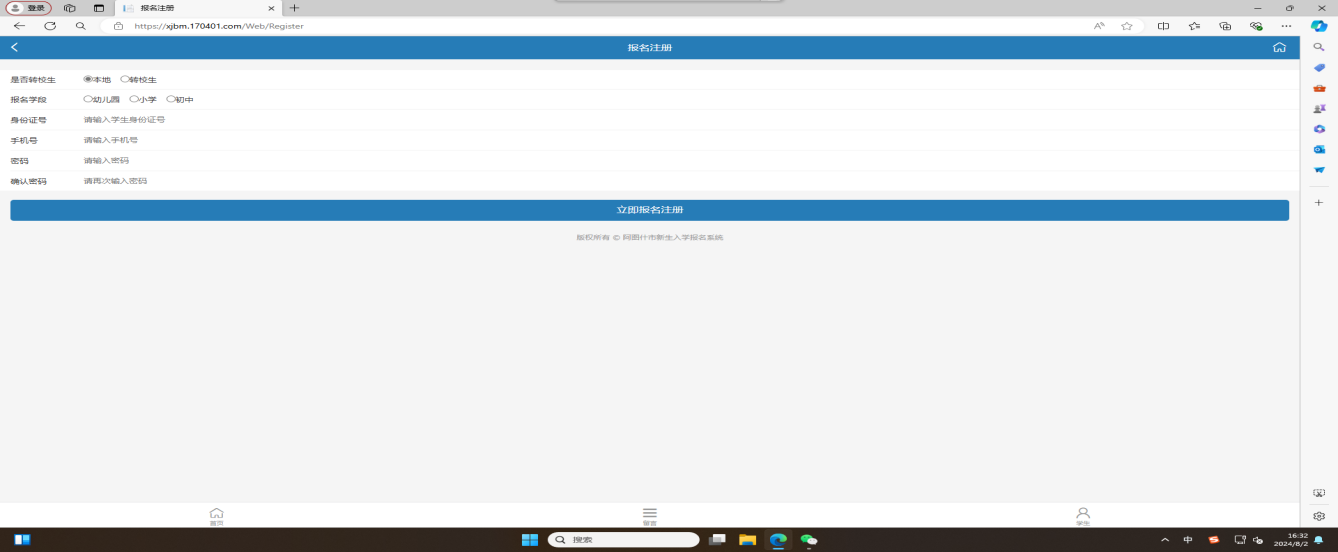 登录 报名注册
https://xjbm.170401.com/Web/Register
报名注册
是否转校生 本地 转校生
报名学段 幼儿园 小学 初中
身份证号 请输入学生身份证号
手机号 请输入手机号
密码 请输入密码
确认密码 请再次输入密码
立即报名注册
版权所有 © 阿图什市新生入学报名系统
首页 留言 学生
搜索 中 16:32
2024/8/2